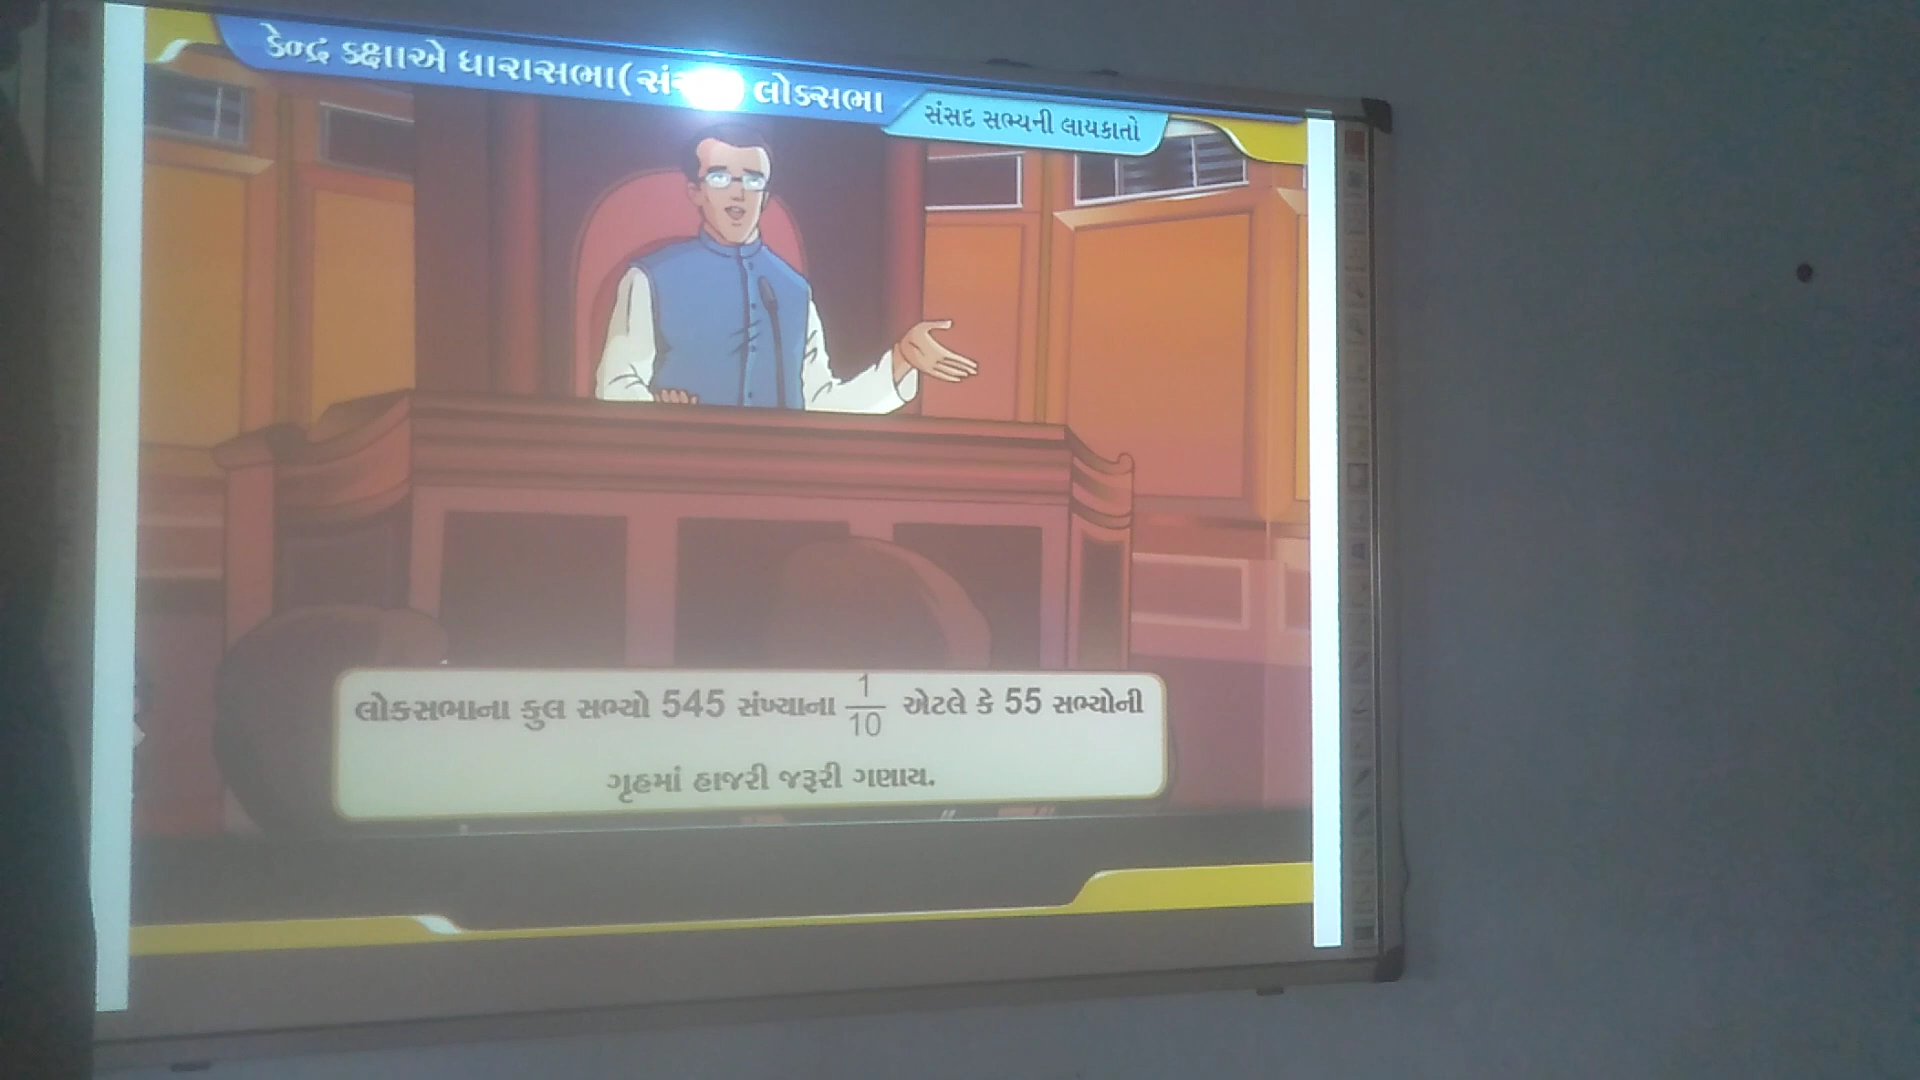 કેન્દ્ર કક્ષાએ ધારાસભા( લોકસભા
સંસદ સભ્યની લાયકાતો
લોકસભાના કુલ સભ્યો 545 સંખ્યાના 1/10 એટલે કે 55 સભ્યોની
ગૃહમાં હાજરી જરૂરી ગણાય.